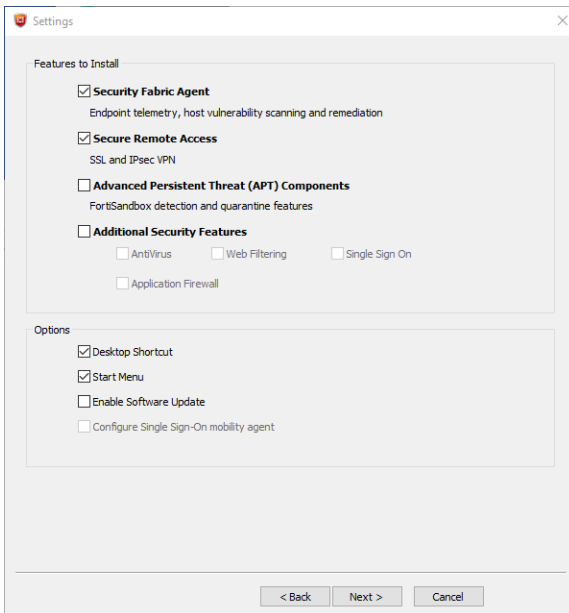 Settings
Features to Install
Security Fabric Agent
Endpoint telemetry, host vulnerability scanning and remediation
Secure Remote Access
SSL and IPsec VPN
Advanced Persistent Threat (APT) Components
FortiSandbox detection and quarantine features
Additional Security Features
AntiVirus Web Filtering Single Sign On
Application Firewall
Options
Desktop Shortcut
Start Menu
Enable Software Update
Configure Single Sign-On mobility agent
< Back Next > Cancel